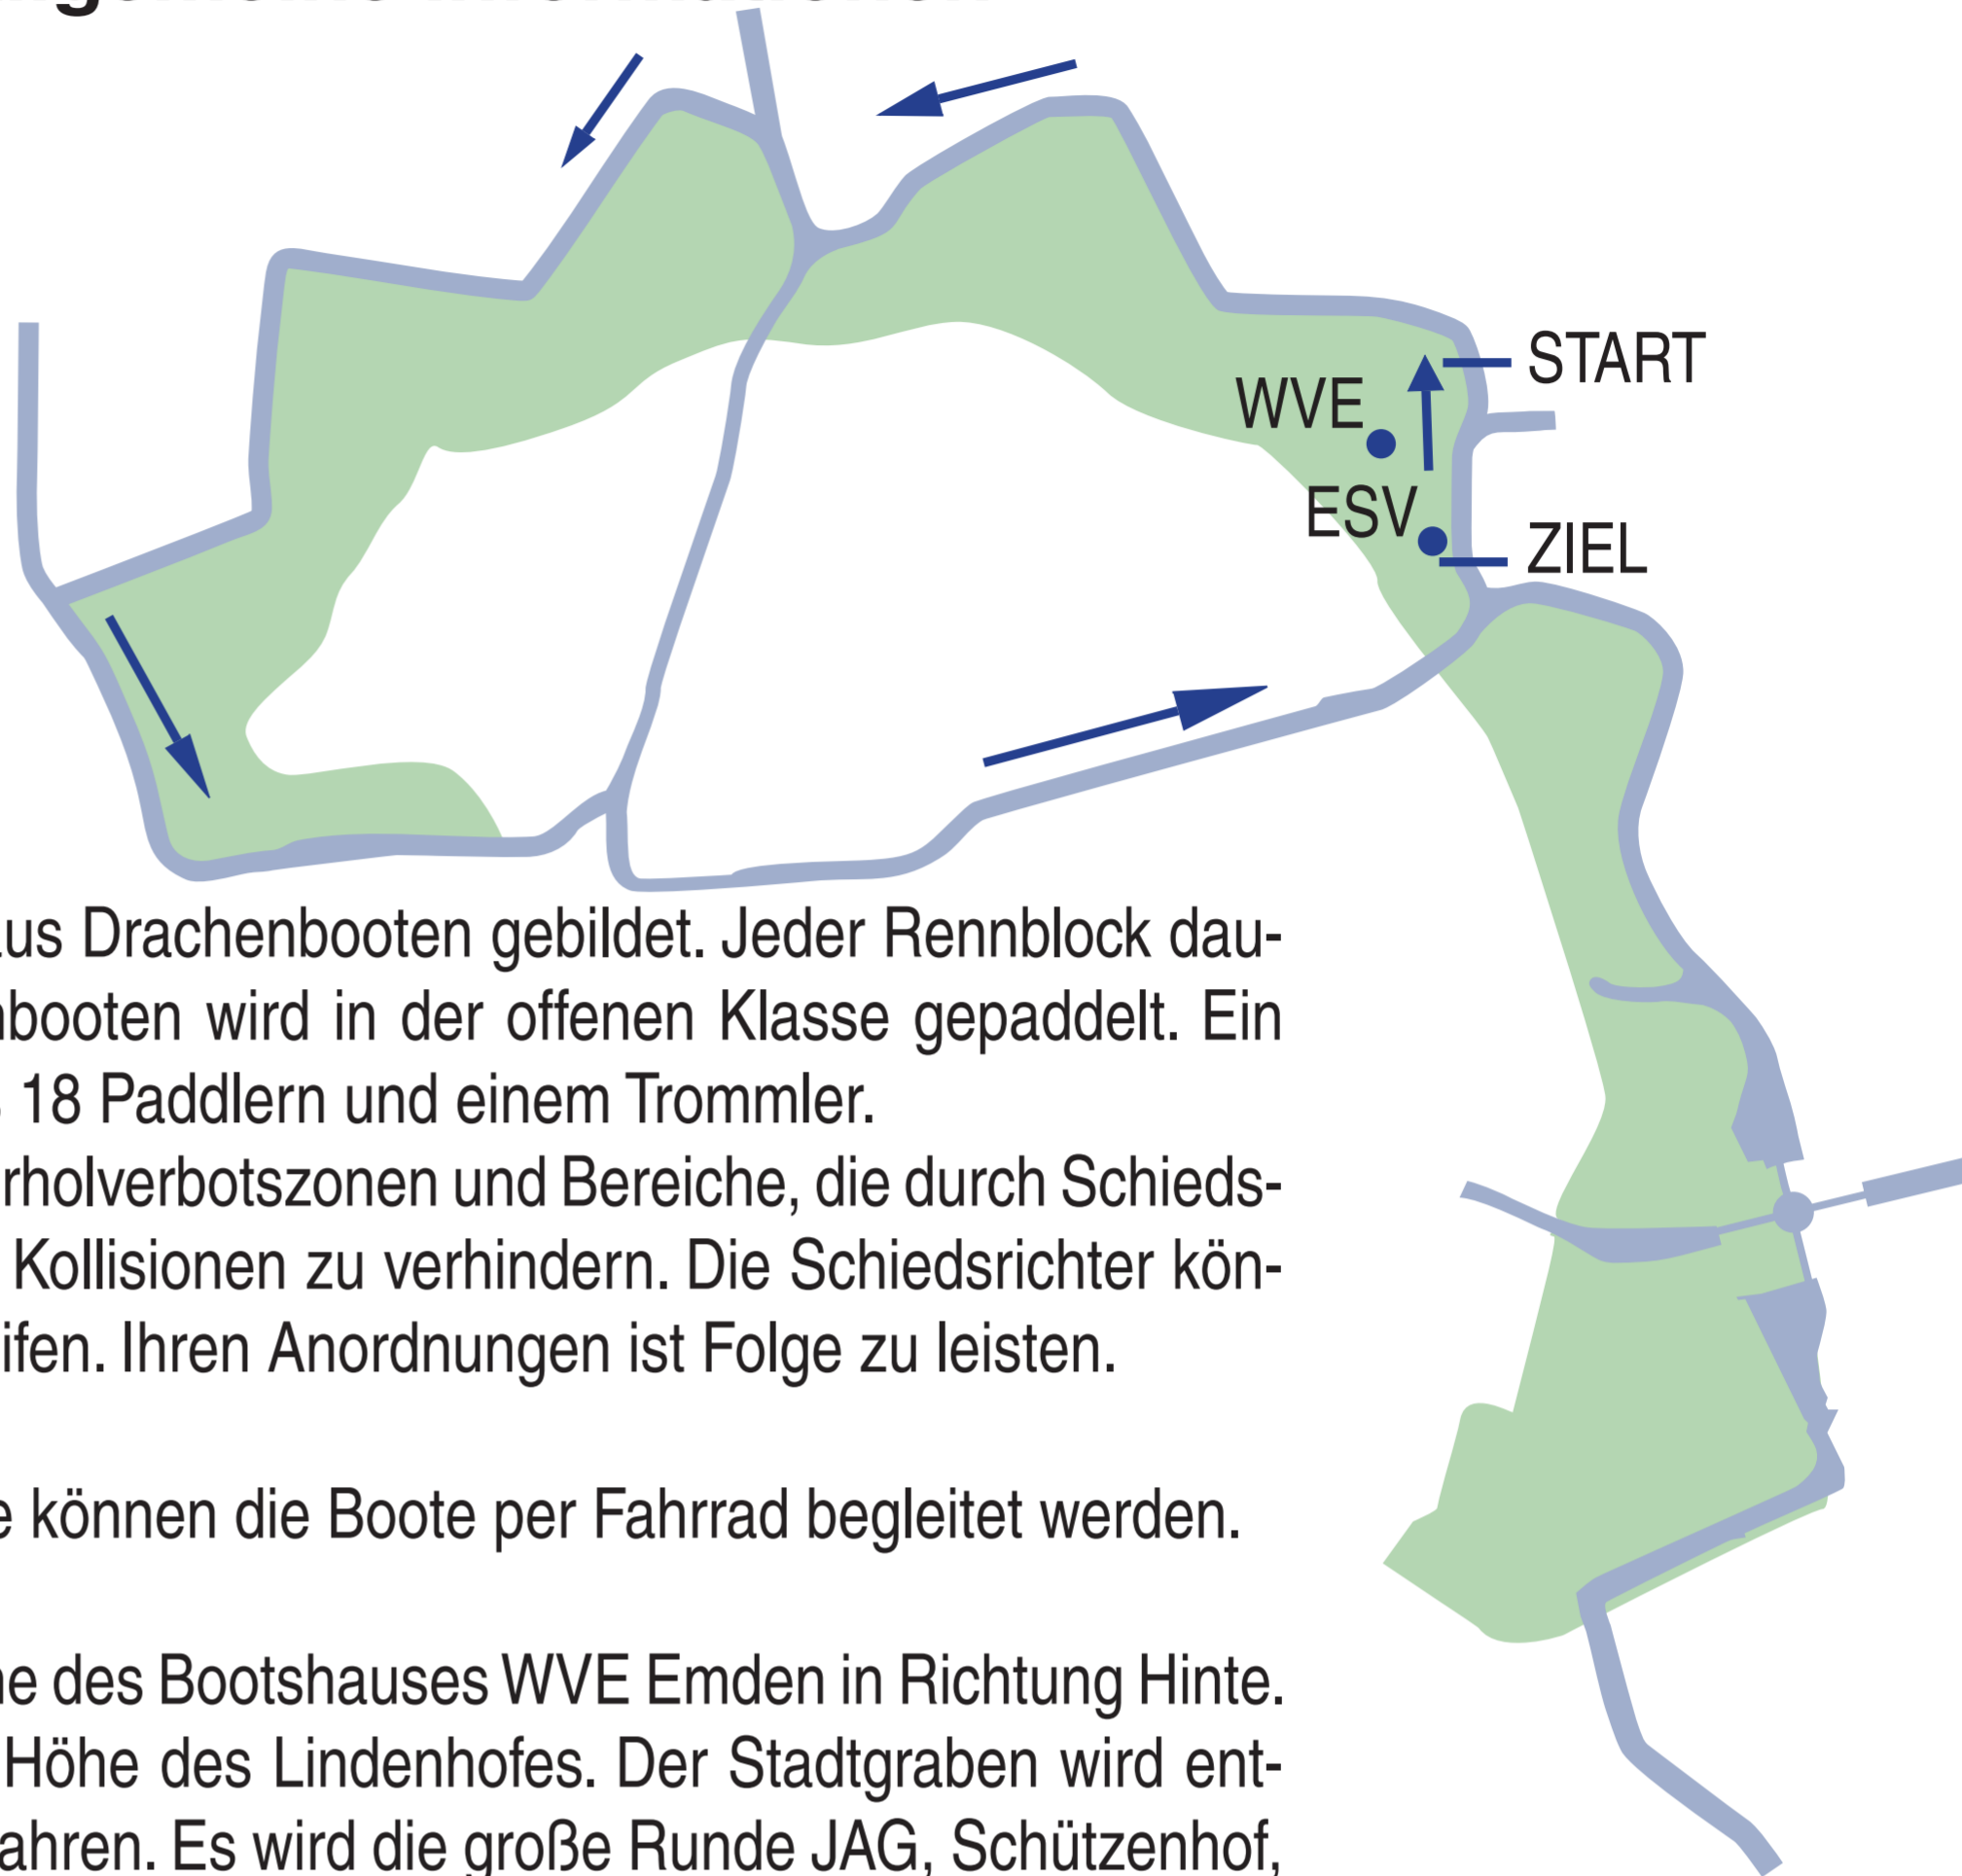 START
WVE
ESV
ZIEL
aus Drachenbooten gebildet. Jeder Rennblock dau-
nbooten wird in der offenen Klasse gepaddelt. Ein
18 Paddlern und einem Trommler.
rholverbotszonen und Bereiche, die durch Schieds-
Kollisionen zu verhindern. Die Schiedsrichter kön-
ifen. Ihren Anordnungen ist Folge zu leisten.
e können die Boote per Fahrrad begleitet werden.
ne des Bootshauses WVE Emden in Richtung Hinte.
Höhe des Lindenhofes. Der Stadtgraben wird ent-
ahren. Es wird die große Runde JAG, Schützenhof,